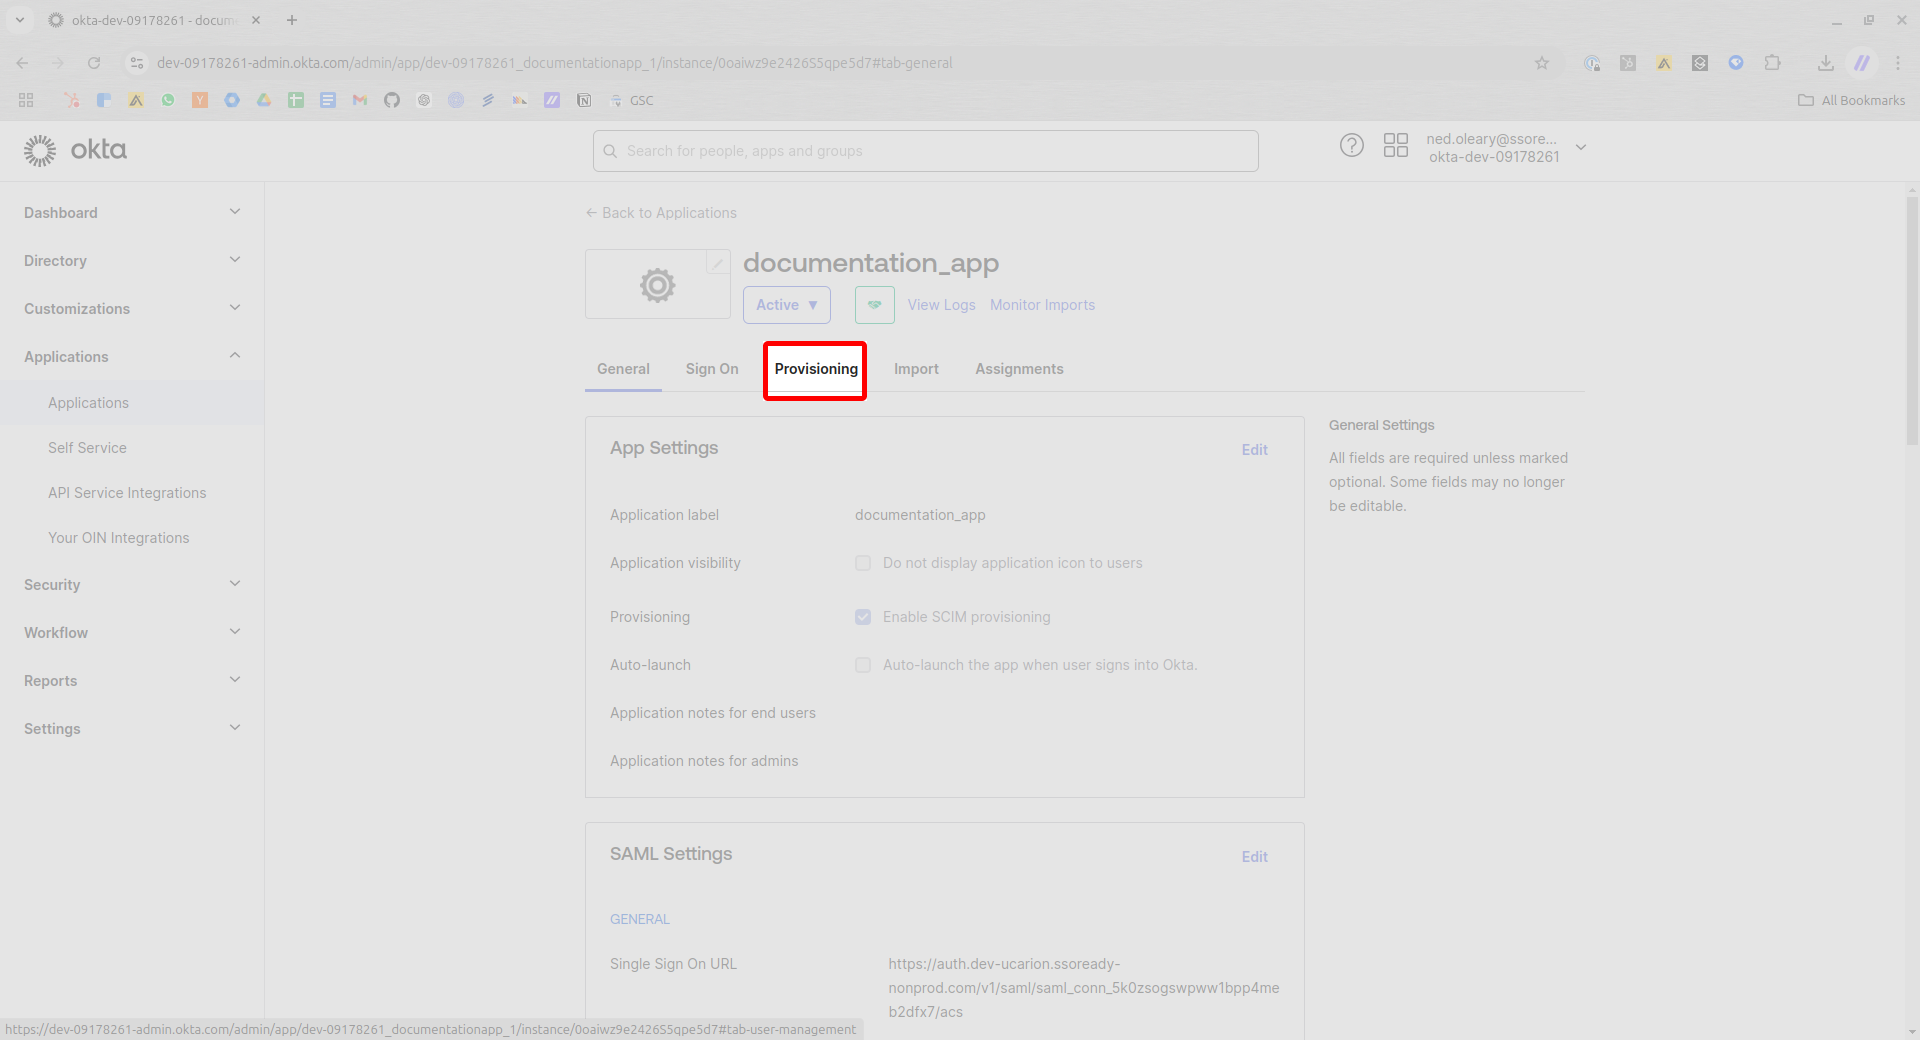 okta-dev-09178261 - docum
dev-09178261-admin.okta.com/admin/app/dev-09178261_documentationapp_1/instance/0oaiwz9e2426S5qpe5d7#tab-general
GSC
All Bookmarks
okta
Search for people, apps and groups
ned.oleary@ssore...
okta-dev-09178261
Dashboard
Directory
Customizations
Applications
Applications
Self Service
API Service Integrations
Your OIN Integrations
Security
Workflow
Reports
Settings
← Back to Applications
documentation_app
Active ▼
View Logs
Monitor Imports
General
Sign On
Provisioning
Import
Assignments
App Settings
Edit
Application label
documentation_app
Application visibility
Do not display application icon to users
Provisioning
Enable SCIM provisioning
Auto-launch
Auto-launch the app when user signs into Okta.
Application notes for end users
Application notes for admins
General Settings
All fields are required unless marked
optional. Some fields may no longer
be editable.
SAML Settings
Edit
GENERAL
Single Sign On URL
https://auth.dev-ucarion.ssoready-
nonprod.com/v1/saml/saml_conn_5k0zsogswpww1bpp4me
b2dfx7/acs
https://dev-09178261-admin.okta.com/admin/app/dev-09178261_documentationapp_1/instance/0oaiwz9e2426S5qpe5d7#tab-user-management